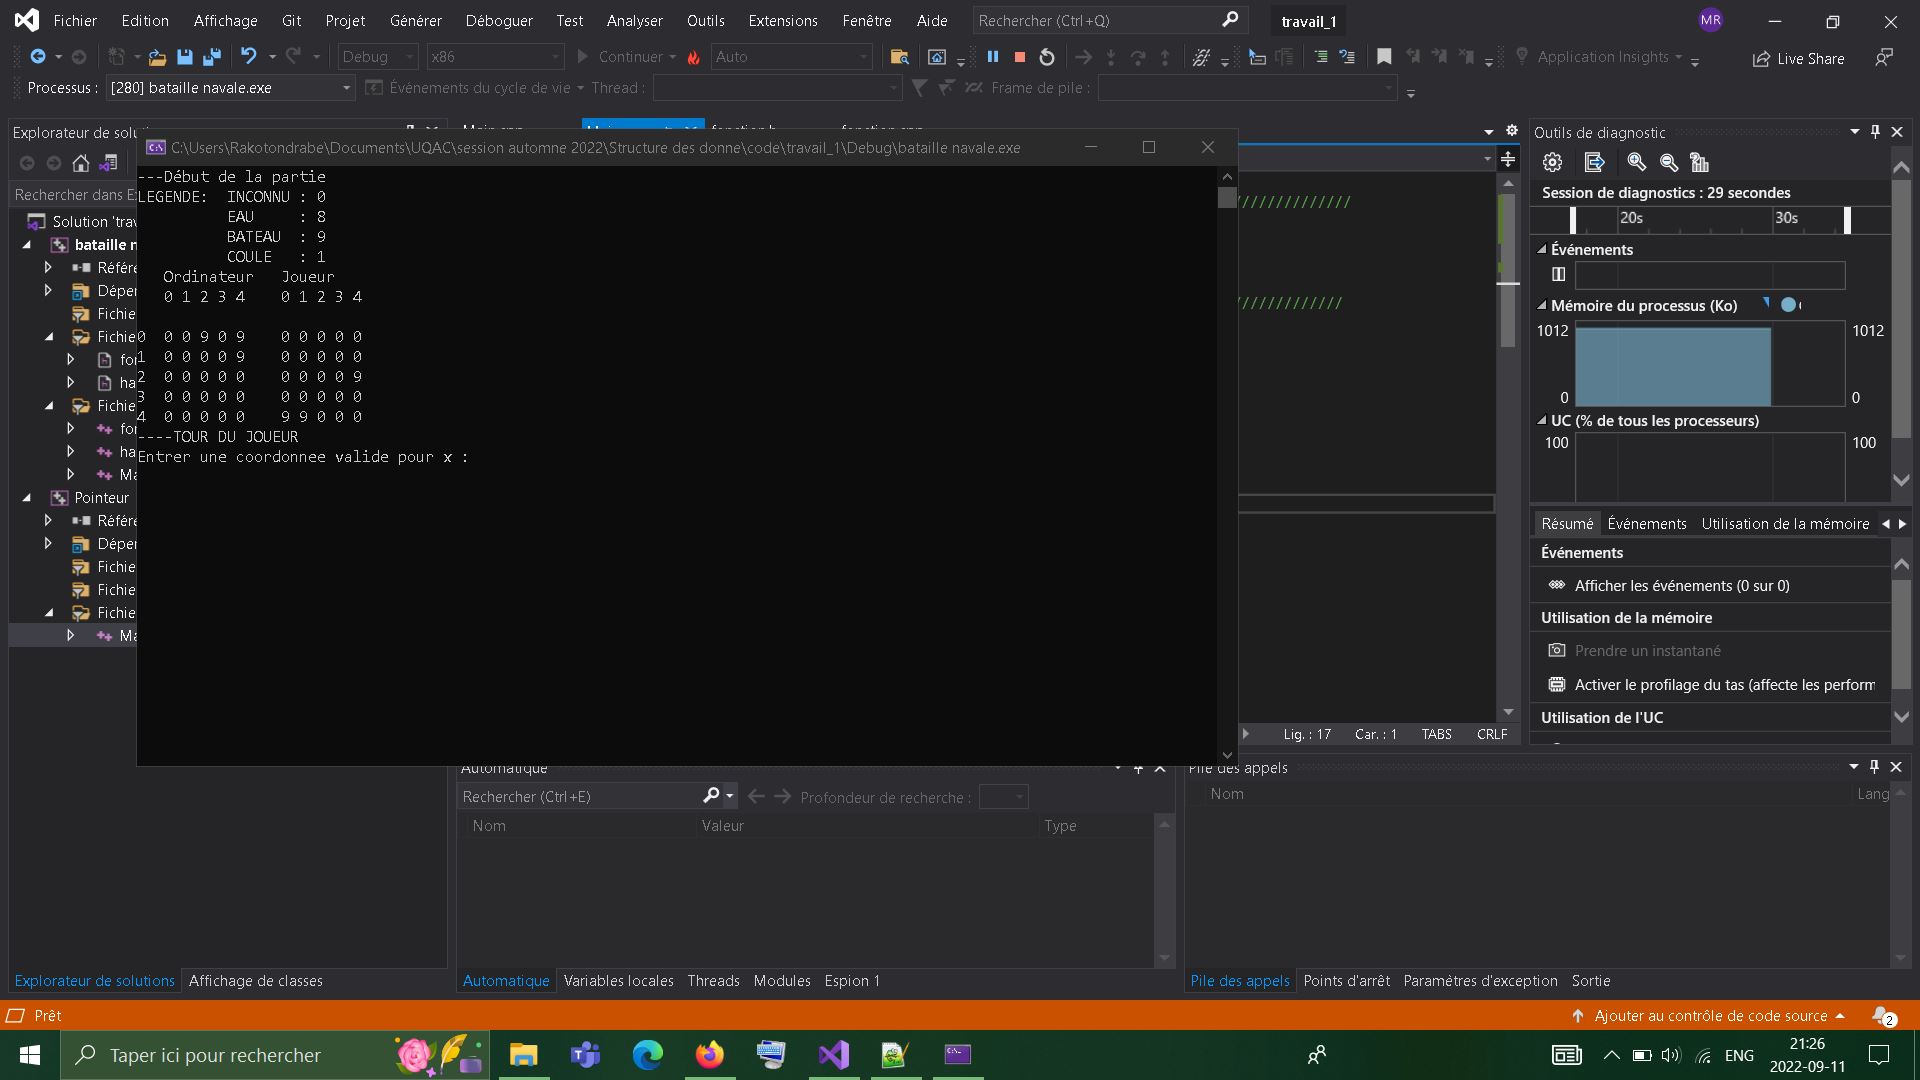 Fichier Edition Affichage Git Projet Générer Déboguer Test Analyser Outils Extensions Fenêtre Aide Rechercher (Ctrl+Q) travail_1 MR
Debug x86 Continuer Auto Application Insights Live Share
Processus : [280] bataille navale.exe Événements du cycle de vie Thread : Frame de pile :
Explorateur de solu
Rechercher dans Ex
Solution 'trav
bataille n
Référe
Dépen
Fichie
Fichie
for
ha
Fichie
for
ha
Ma
Pointeur
Référe
Dépen
Fichie
Fichie
Fichie
Ma
C:\Users\Rakotondrabe\Documents\UQAC\session automne 2022\Structure des donne\code\travail_1\Debug\bataille navale.exe
---Début de la partie
LEGENDE: INCONNU : 0
EAU : 8
BATEAU : 9
COULE : 1
Ordinateur Joueur
0 1 2 3 4 0 1 2 3 4
0 0 0 9 0 9 0 0 0 0 0
1 0 0 0 0 9 0 0 0 0 0
2 0 0 0 0 0 0 0 0 0 9
3 0 0 0 0 0 0 0 0 0 0
4 0 0 0 0 0 9 9 0 0 0
----TOUR DU JOUEUR
Entrer une coordonnee valide pour x :
/////////////
////////////
Lig. : 17 Car. : 1 TABS CRLF
Outils de diagnostic
Session de diagnostics : 29 secondes
20s 30s
Événements
Mémoire du processus (Ko)
1012 1012
0 0
UC (% de tous les processeurs)
100 100
Résumé Événements Utilisation de la mémoire
Événements
Afficher les événements (0 sur 0)
Utilisation de la mémoire
Prendre un instantané
Activer le profilage du tas (affecte les perform
Utilisation de l'UC
Automatique
Rechercher (Ctrl+E) Profondeur de recherche :
Nom Valeur Type
Pile des appels
Nom Lang
Explorateur de solutions Affichage de classes
Automatique Variables locales Threads Modules Espion 1
Pile des appels Points d'arrêt Paramètres d'exception Sortie
Prêt Ajouter au contrôle de code source 2
Taper ici pour rechercher
ENG 21:26
2022-09-11